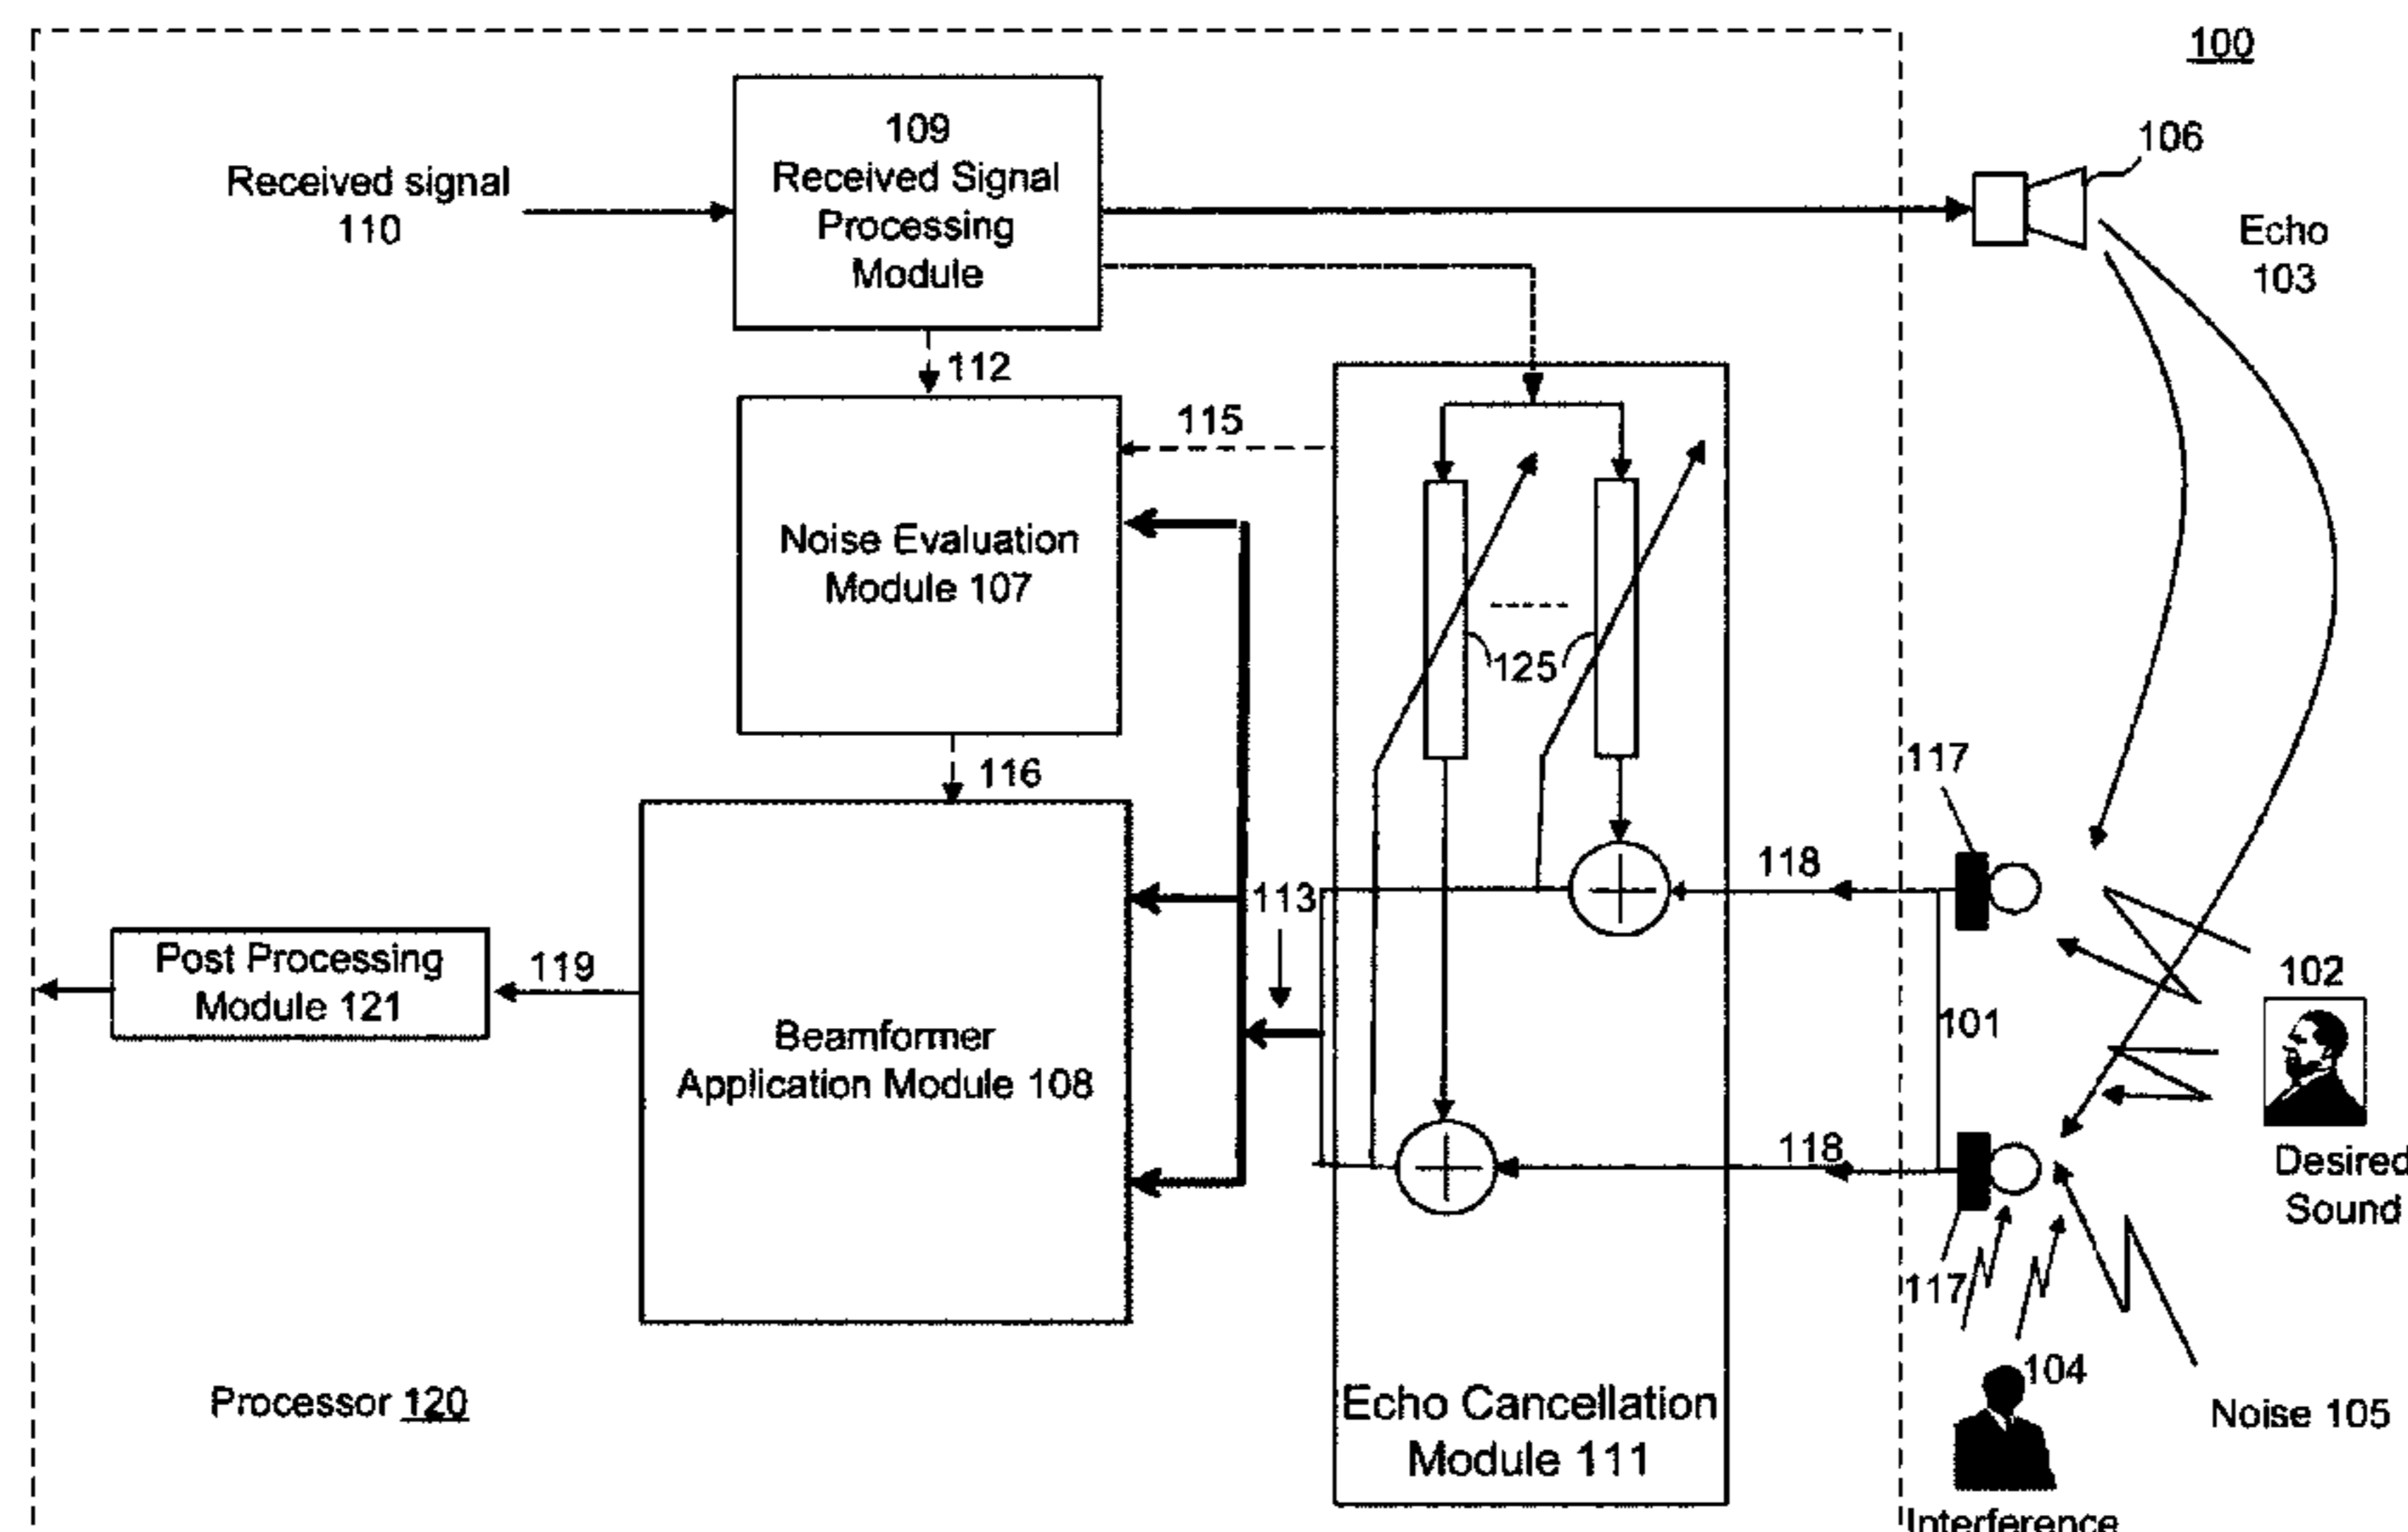 100
109
Received Signal
Processing
Module
Received signal
110
106
Echo
103
112
115
Noise Evaluation
Module 107
125
116
117
118
113
Post Processing
Module 121
119
Beamformer
Application Module 108
102
101
118
Desired
Sound
117
104
Noise 105
Processor 120
Echo Cancellation
Module 111
Interference